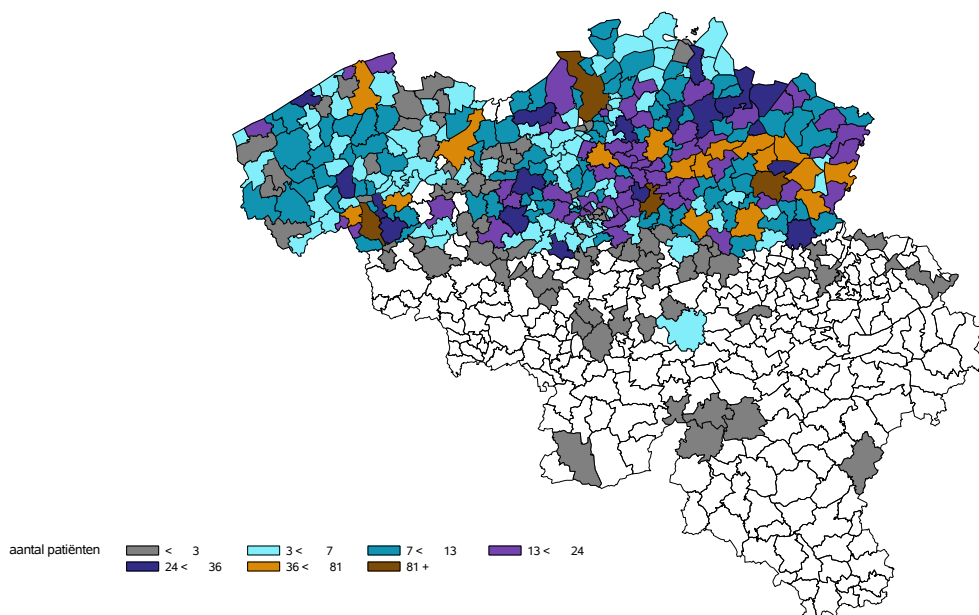 aantal patiënten < 3 3 < 7 7 < 13 13 < 24
24 < 36 36 < 81 81 +